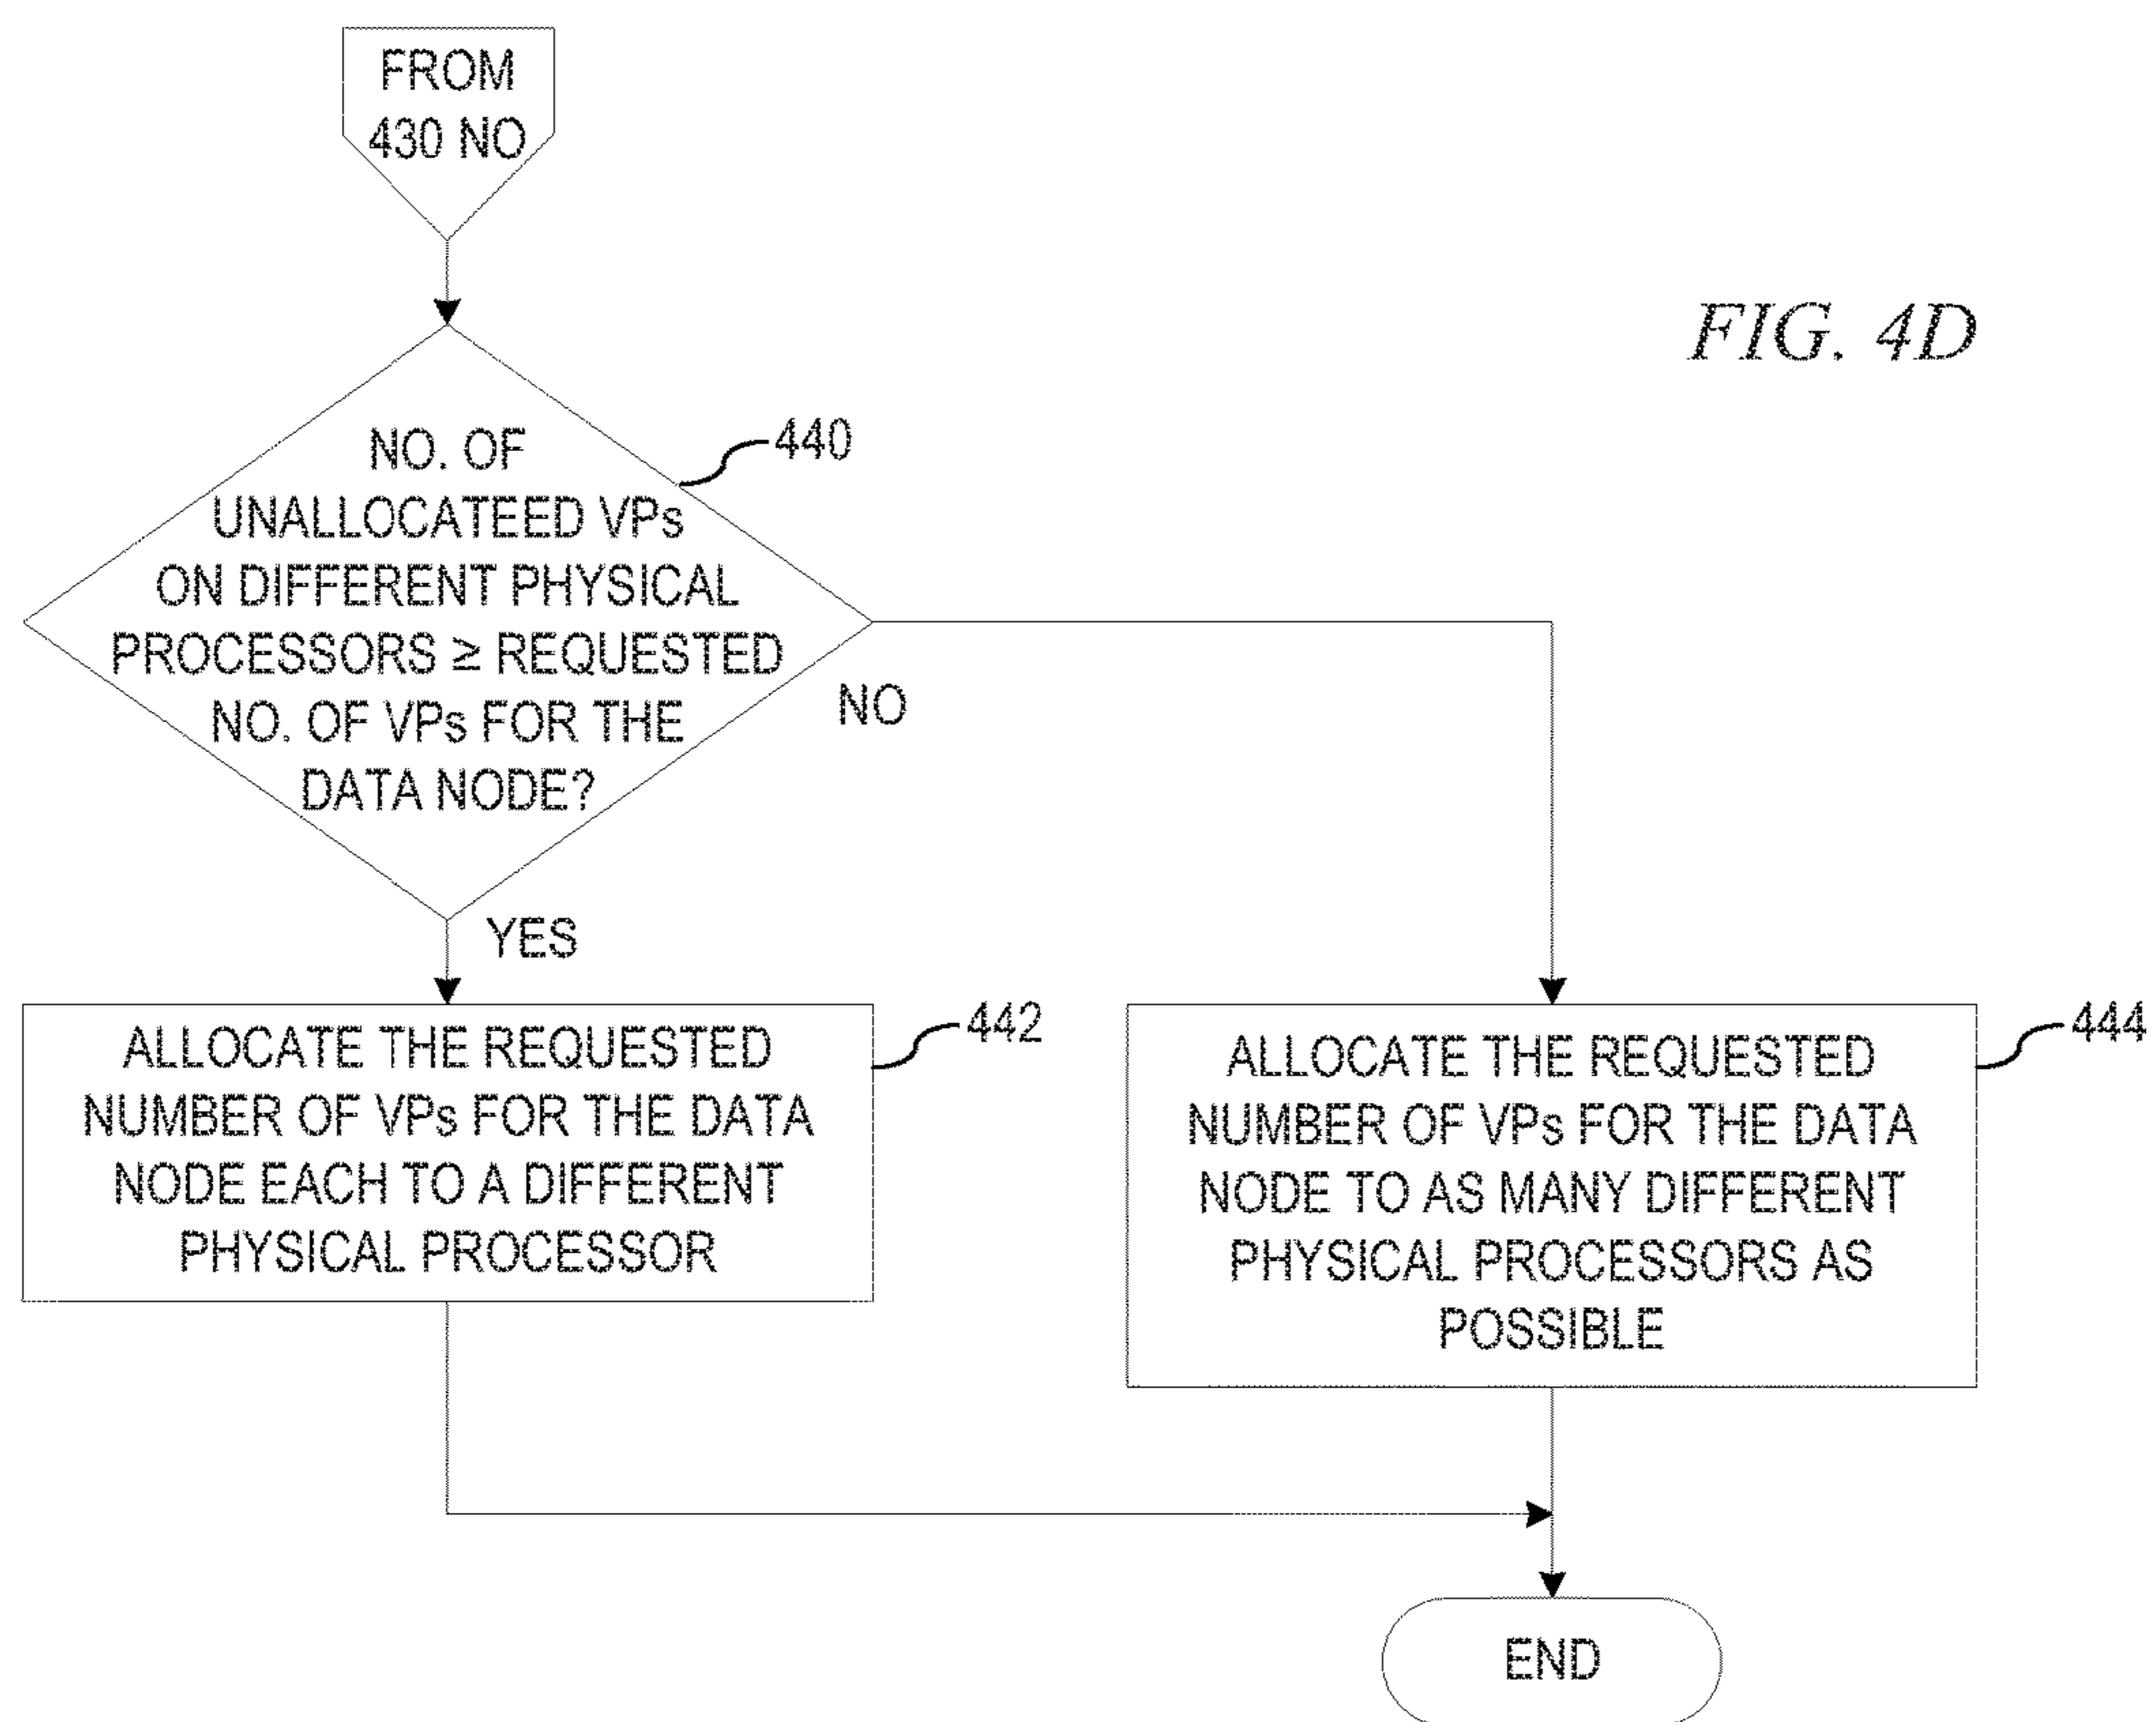 FROM
430 NO
FIG. 4D
440
NO. OF
UNALLOCATEED VPs
ON DIFFERENT PHYSICAL
PROCESSORS ≥ REQUESTED
NO. OF VPs FOR THE
DATA NODE?
NO
YES
442
ALLOCATE THE REQUESTED
NUMBER OF VPs FOR THE DATA
NODE EACH TO A DIFFERENT
PHYSICAL PROCESSOR
444
ALLOCATE THE REQUESTED
NUMBER OF VPs FOR THE DATA
NODE TO AS MANY DIFFERENT
PHYSICAL PROCESSORS AS
POSSIBLE
END